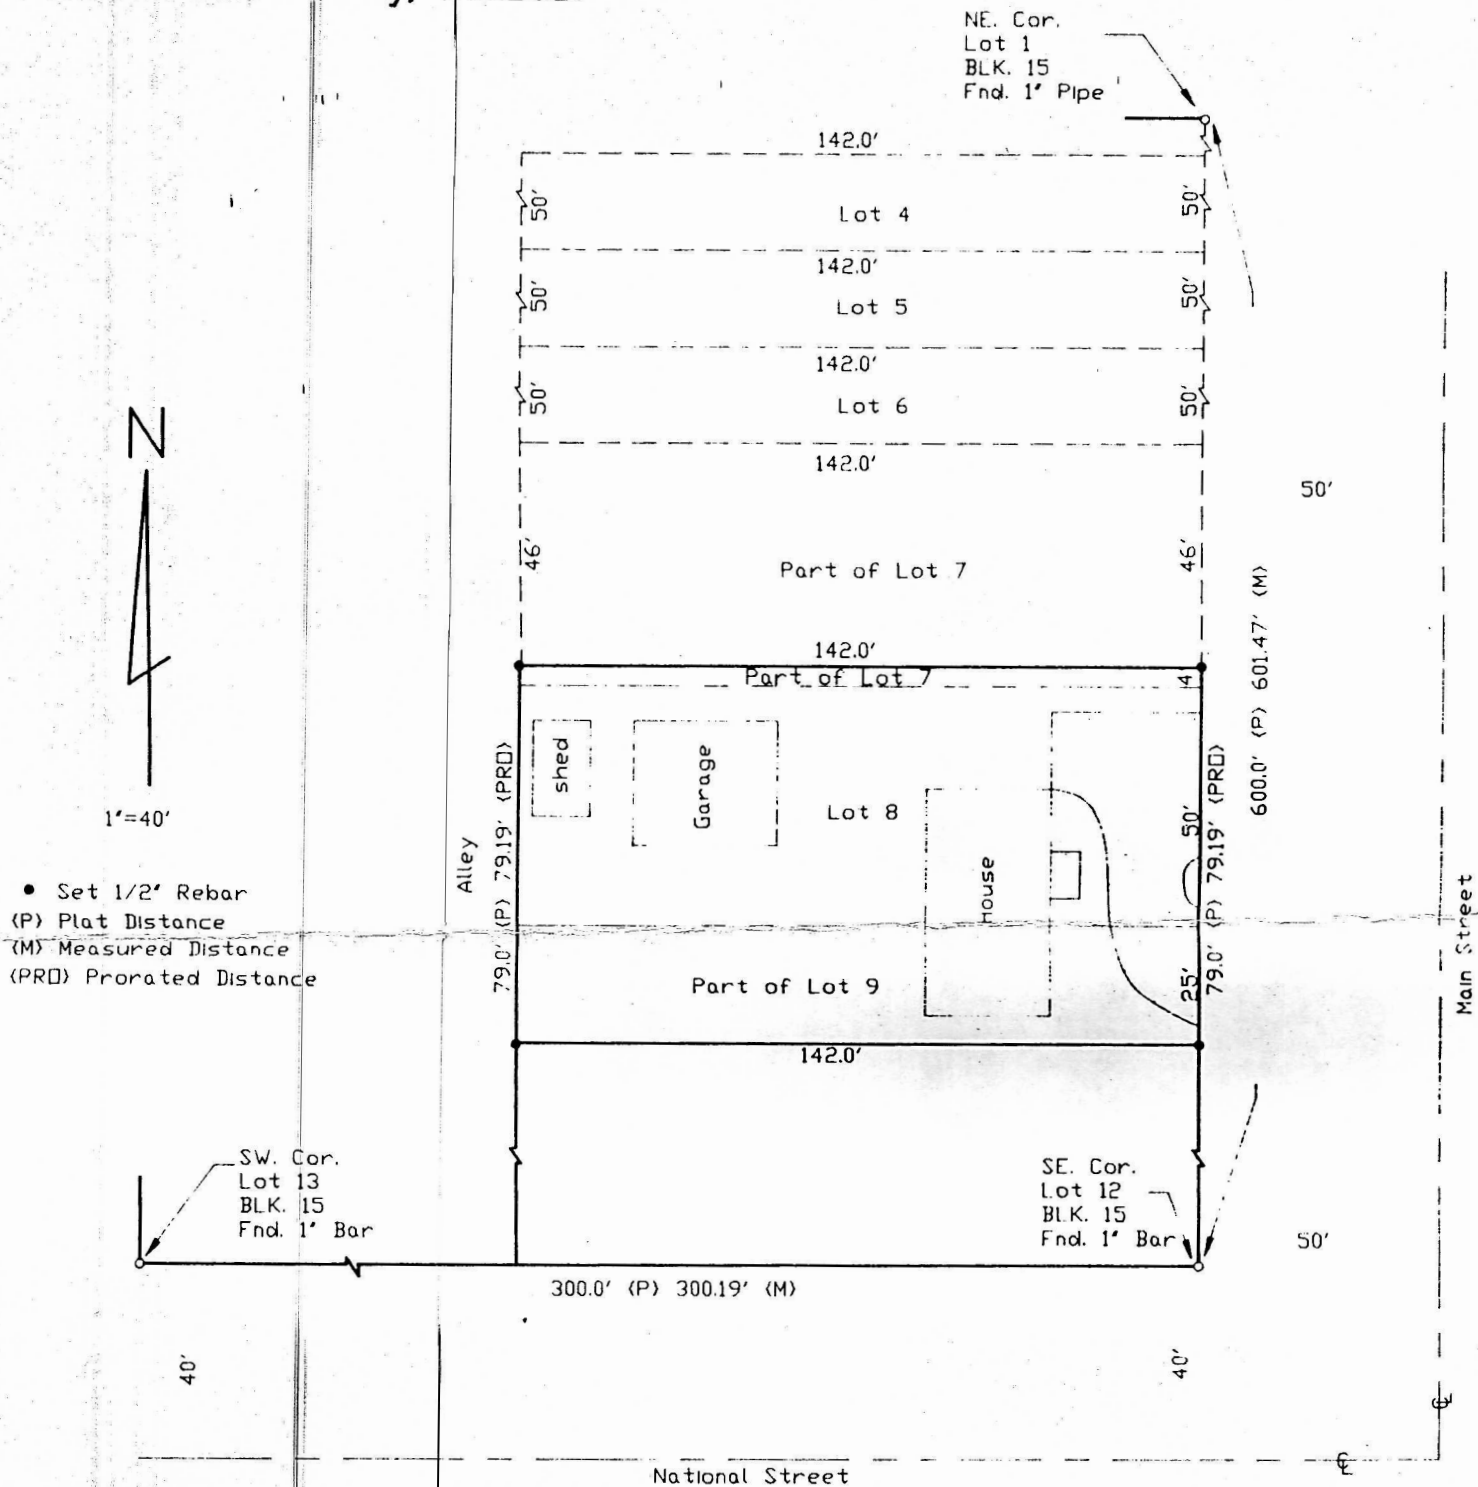 NE. Cor.
Lot 1
BLK. 15
Fnd. 1" Pipe
142.0'
50'
Lot 4
50'
142.0'
50'
Lot 5
50'
142.0'
50'
Lot 6
50'
142.0'
N
50'
46'
Part of Lot 7
46'
600.0' (P) 601.47' (M)
142.0'
Part of Lot 7
4'
1"=40'
shed
Garage
Lot 8
50'
79.0' (P) 79.19' (PRO)
79.0' (P) 79.19' (PRO)
Alley
House
• Set 1/2" Rebar
(P) Plat Distance
(M) Measured Distance
(PRO) Prorated Distance
Main Street
Part of Lot 9
25'
142.0'
SW. Cor.
Lot 13
BLK. 15
Fnd. 1" Bar
SE. Cor.
Lot 12
BLK. 15
Fnd. 1" Bar
50'
300.0' (P) 300.19' (M)
40'
40'
National Street